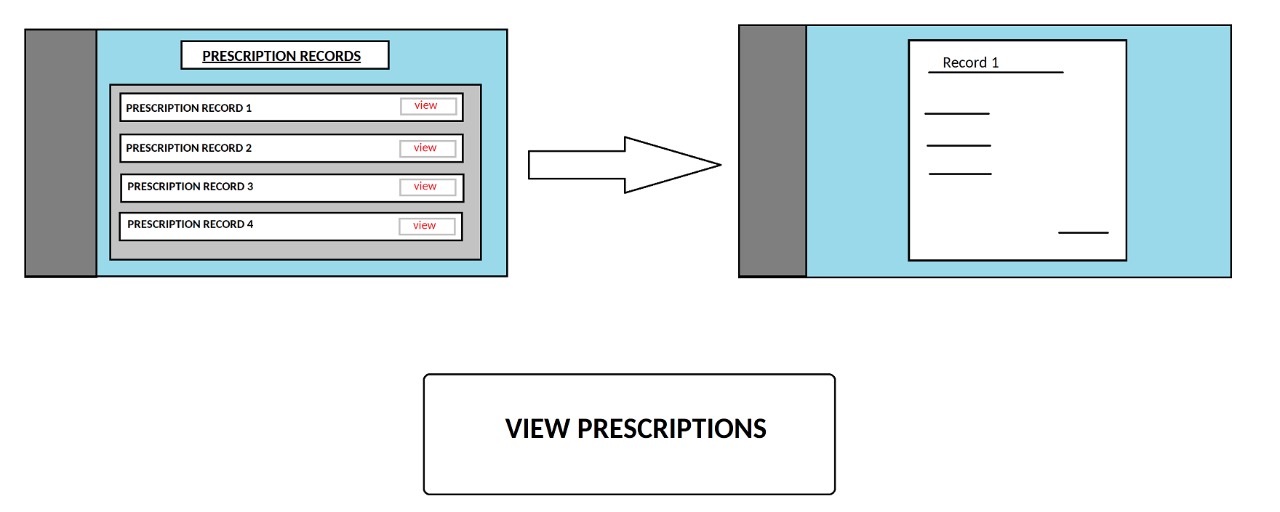 PRESCRIPTION RECORDS
PRESCRIPTION RECORD 1 view
PRESCRIPTION RECORD 2 view
PRESCRIPTION RECORD 3 view
PRESCRIPTION RECORD 4 view
Record 1
VIEW PRESCRIPTIONS